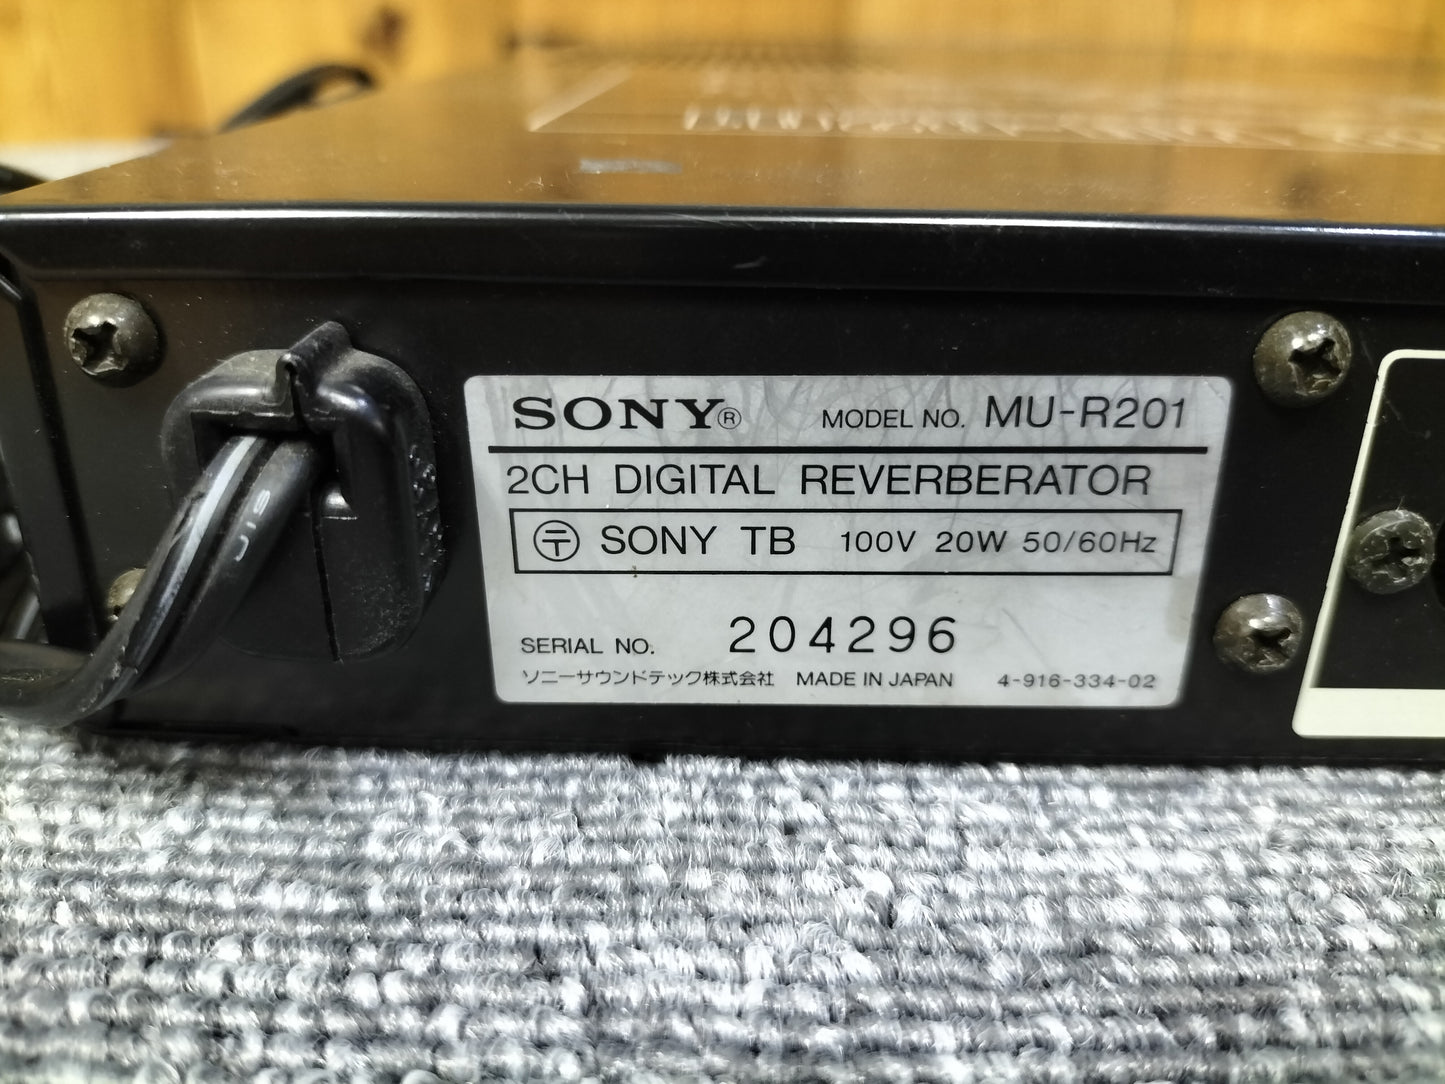 SONY® MODEL NO. MU-R201
2CH DIGITAL REVERBERATOR
〒 SONY TB 100V 20W 50/60Hz
SERIAL NO. 204296
ソニーサウンドテック株式会社 MADE IN JAPAN 4-916-334-02
SIN